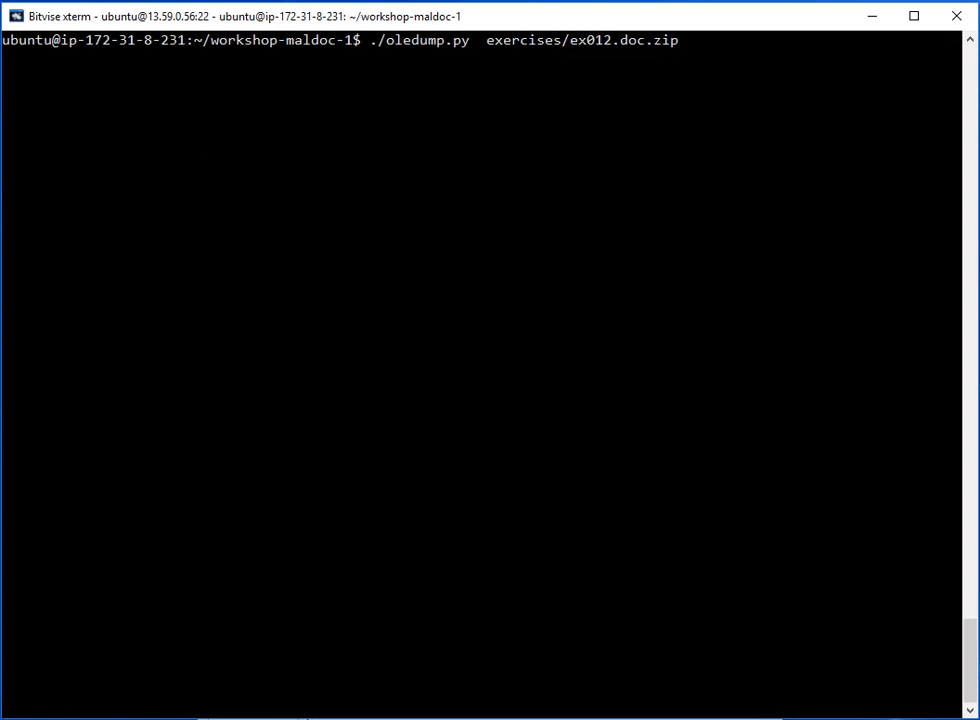 Bitvise xterm - ubuntu@13.59.0.56:22 - ubuntu@ip-172-31-8-231: ~/workshop-maldoc-1
ubuntu@ip-172-31-8-231:~/workshop-maldoc-1$ ./oledump.py  exercises/ex012.doc.zip